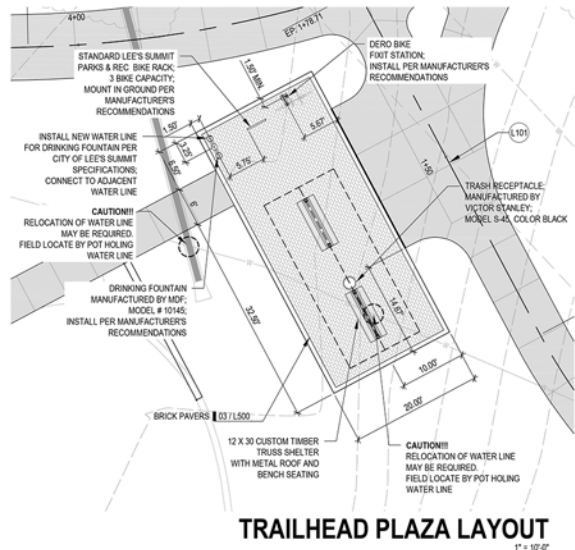 4+00
EP: 1+78.71
STANDARD LEE'S SUMMIT
PARKS & REC BIKE RACK;
3 BIKE CAPACITY;
MOUNT IN GROUND PER
MANUFACTURER'S
RECOMMENDATIONS
1.50' MIN.
DERO BIKE
FIXIT STATION;
INSTALL PER MANUFACTURER'S
RECOMMENDATIONS
INSTALL NEW WATER LINE
FOR DRINKING FOUNTAIN PER
CITY OF LEE'S SUMMIT
SPECIFICATIONS;
CONNECT TO ADJACENT
WATER LINE
1.50'
3.25'
6.50'
6'
5.75'
5.67'
L101
1+50
CAUTION!!!
RELOCATION OF WATER LINE
MAY BE REQUIRED.
FIELD LOCATE BY POT HOLING
WATER LINE
TRASH RECEPTACLE;
MANUFACTURED BY
VICTOR STANLEY;
MODEL S-45, COLOR BLACK
DRINKING FOUNTAIN
MANUFACTURED BY MDF;
MODEL # 10145;
INSTALL PER MANUFACTURER'S
RECOMMENDATIONS
32.50'
14.67'
10.00'
20.00'
BRICK PAVERS 03 / L500
12 X 30 CUSTOM TIMBER
TRUSS SHELTER
WITH METAL ROOF AND
BENCH SEATING
CAUTION!!!
RELOCATION OF WATER LINE
MAY BE REQUIRED.
FIELD LOCATE BY POT HOLING
WATER LINE
TRAILHEAD PLAZA LAYOUT
1" = 10'-0"